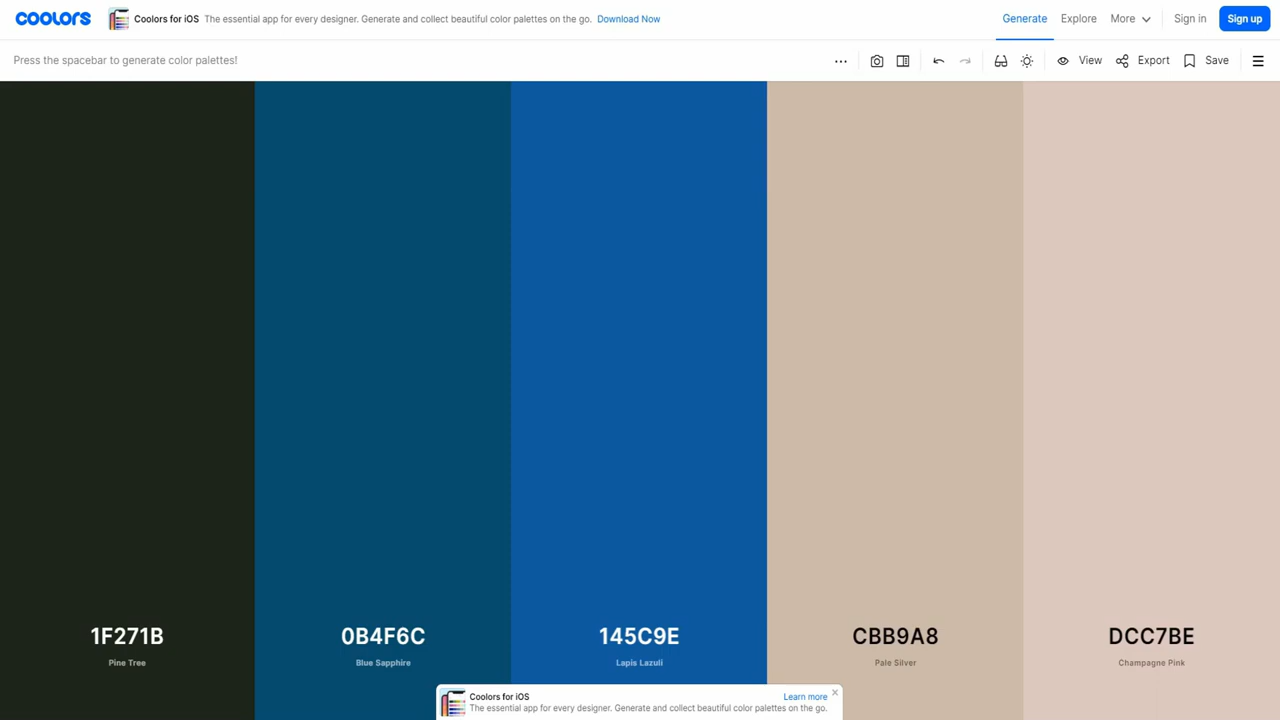 coolors
Coolors for iOS The essential app for every designer. Generate and collect beautiful color palettes on the go. Download Now
Generate Explore More Sign in Sign up
Press the spacebar to generate color palettes!
View Export Save
1F271B
Pine Tree
0B4F6C
Blue Sapphire
145C9E
Lapis Lazuli
CBB9A8
Pale Silver
DCC7BE
Champagne Pink
Coolors for iOS Learn more
The essential app for every designer. Generate and collect beautiful color palettes on the go.